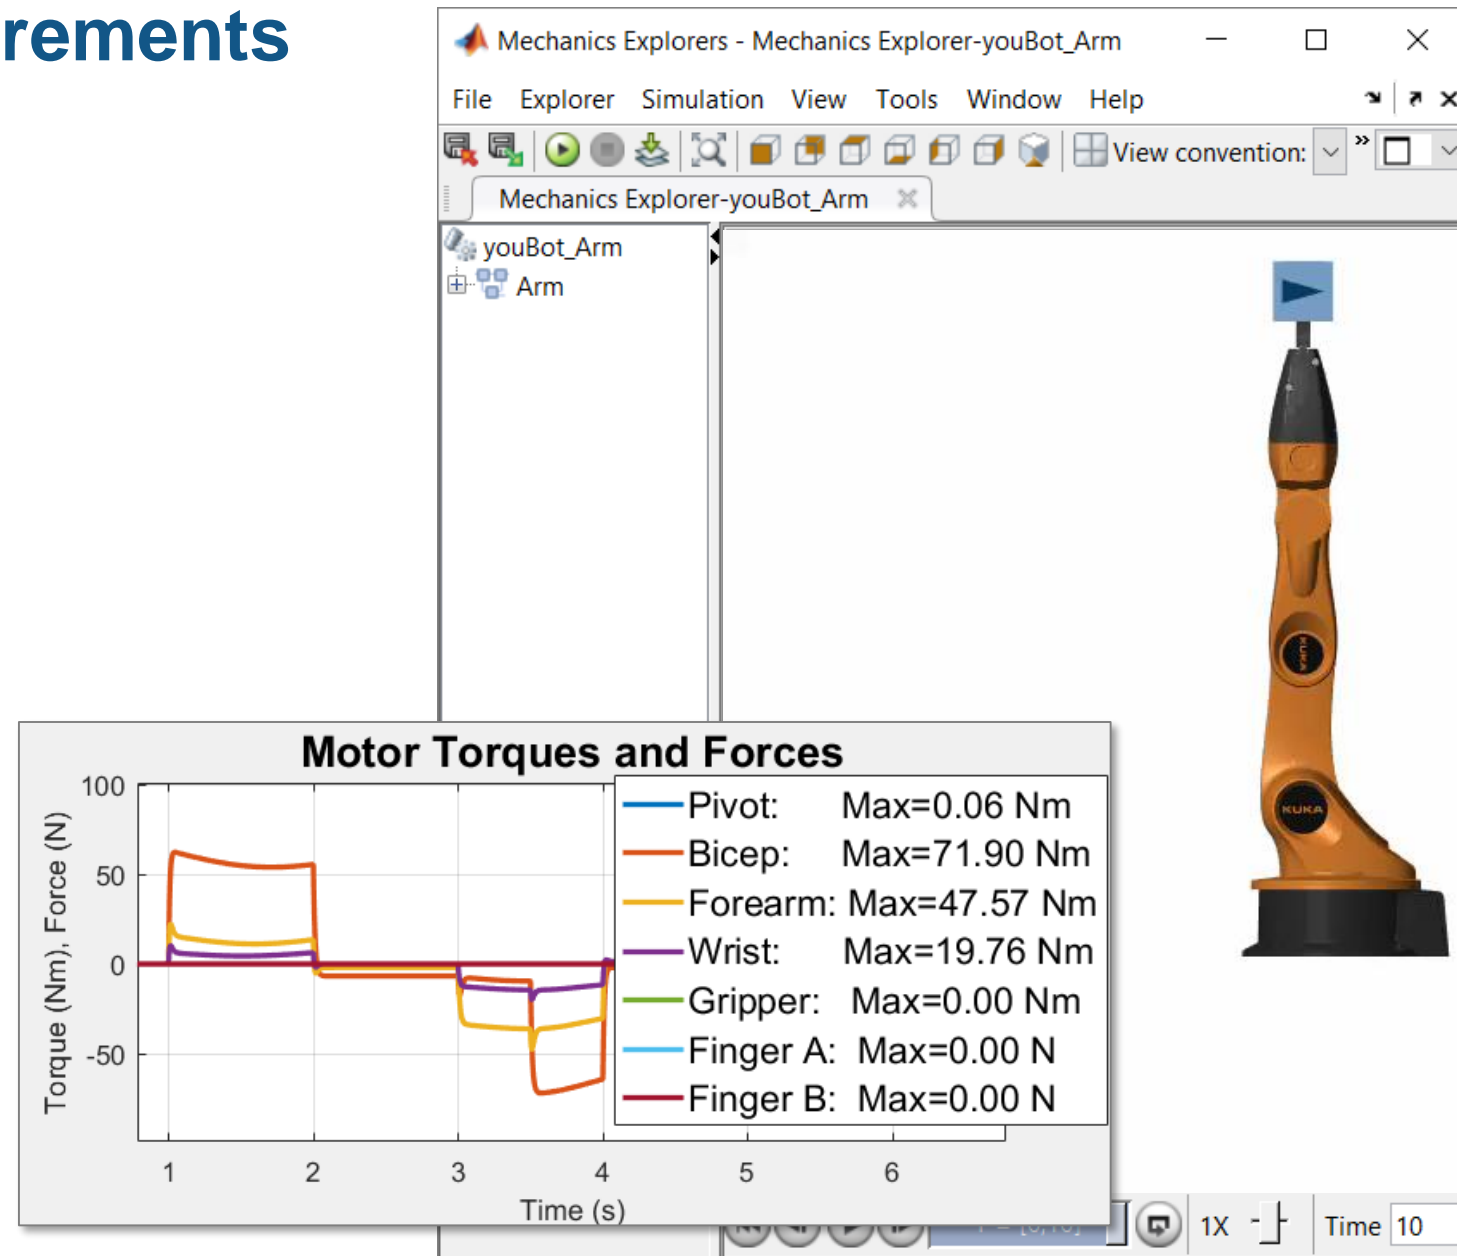 rements
Mechanics Explorers - Mechanics Explorer-youBot_Arm
File Explorer Simulation View Tools Window Help
View convention:
Mechanics Explorer-youBot_Arm
youBot_Arm
Arm
KUKA
KUKA
Motor Torques and Forces
Torque (Nm), Force (N)
100
50
0
-50
Pivot: Max=0.06 Nm
Bicep: Max=71.90 Nm
Forearm: Max=47.57 Nm
Wrist: Max=19.76 Nm
Gripper: Max=0.00 Nm
Finger A: Max=0.00 N
Finger B: Max=0.00 N
1 2 3 4 5 6
Time (s)
1X Time 10